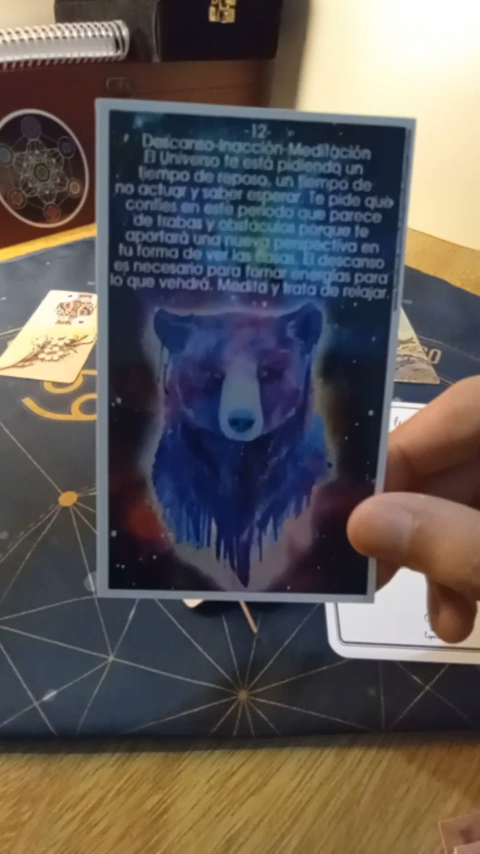 -12-
Descanso-Inacción-Meditación
El Universo te está pidiendo un
tiempo de reposo, un tiempo de
no actuar y saber esperar. Te pide que
confíes en este período que parece
de trabas y obstáculos porque te
aportará una nueva perspectiva en
tu forma de ver las cosas. El descanso
es necesario para tomar energías para
lo que vendrá. Medita y trata de relajar.